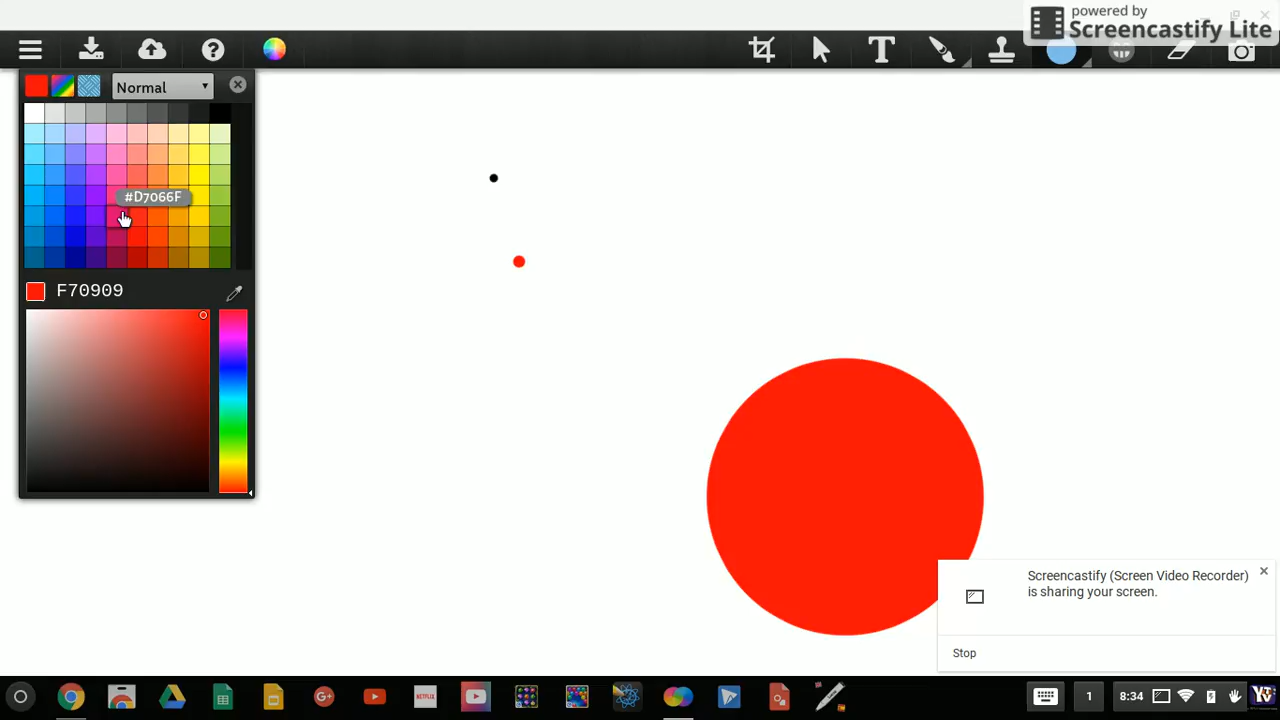 powered by
Screencastify Lite
T
Normal
#D7066F
F70909
Screencastify (Screen Video Recorder)
is sharing your screen.
Stop
NETFLIX
1
8:34